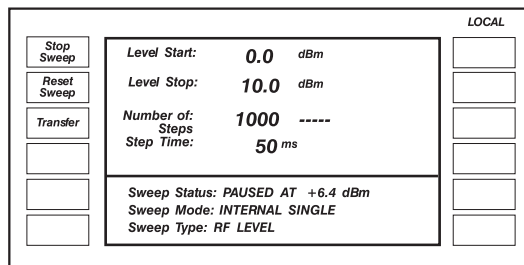 LOCAL
Stop
Sweep
Reset
Sweep
Transfer
Level Start: 0.0 dBm
Level Stop: 10.0 dBm
Number of: 1000 -----
Steps
Step Time: 50 ms
Sweep Status: PAUSED AT +6.4 dBm
Sweep Mode: INTERNAL SINGLE
Sweep Type: RF LEVEL